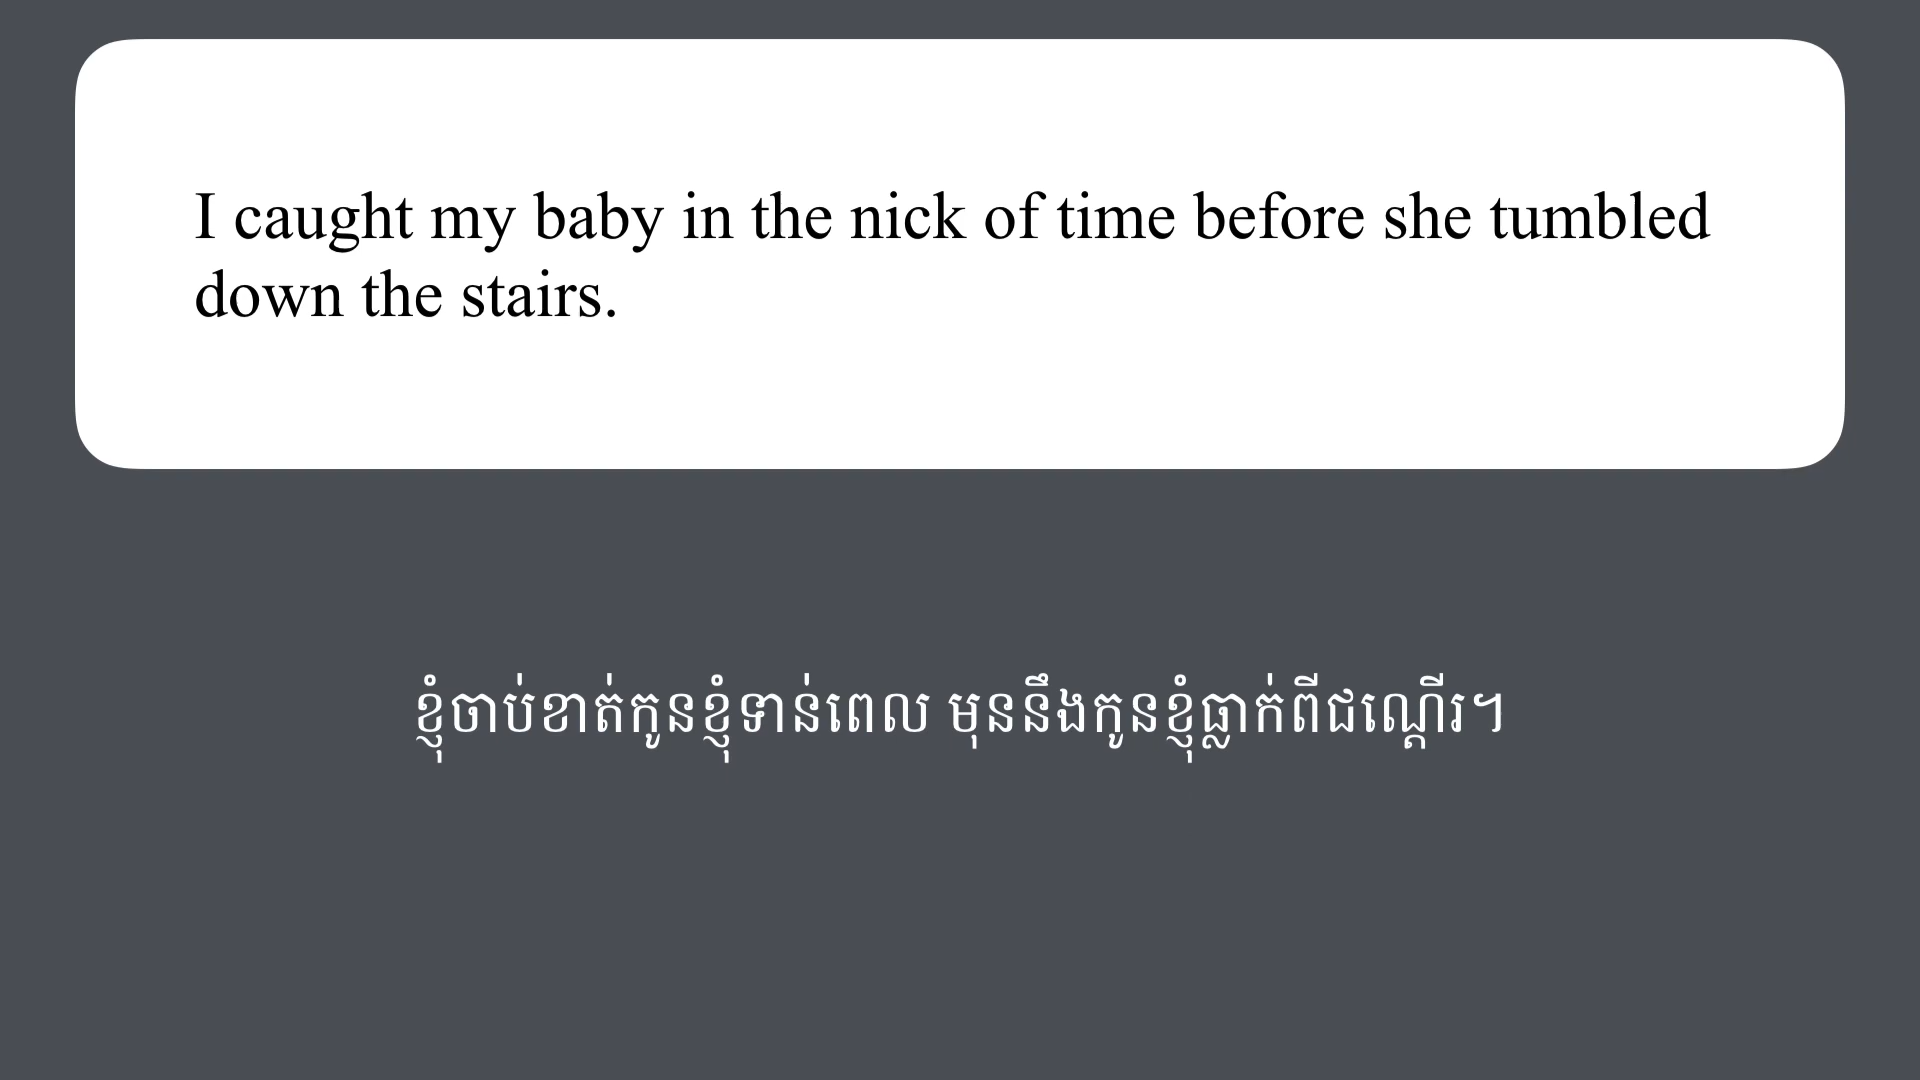 I caught my baby in the nick of time before she tumbled
down the stairs.
ខ្ញុំចាប់ខាត់កូនខ្ញុំទាន់ពេល មុននឹងកូនខ្ញុំធ្លាក់ពីជណ្ដើរ។